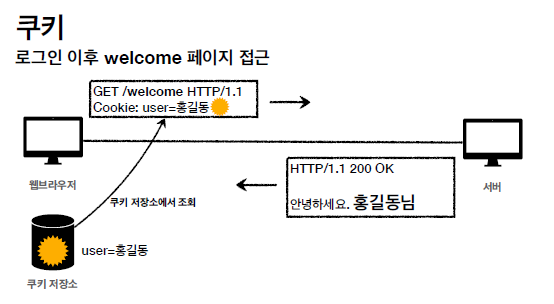 쿠키
로그인 이후 welcome 페이지 접근
GET /welcome HTTP/1.1
Cookie: user=홍길동
웹브라우저
서버
HTTP/1.1 200 OK
안녕하세요. 홍길동님
쿠키 저장소에서 조회
user=홍길동
쿠키 저장소